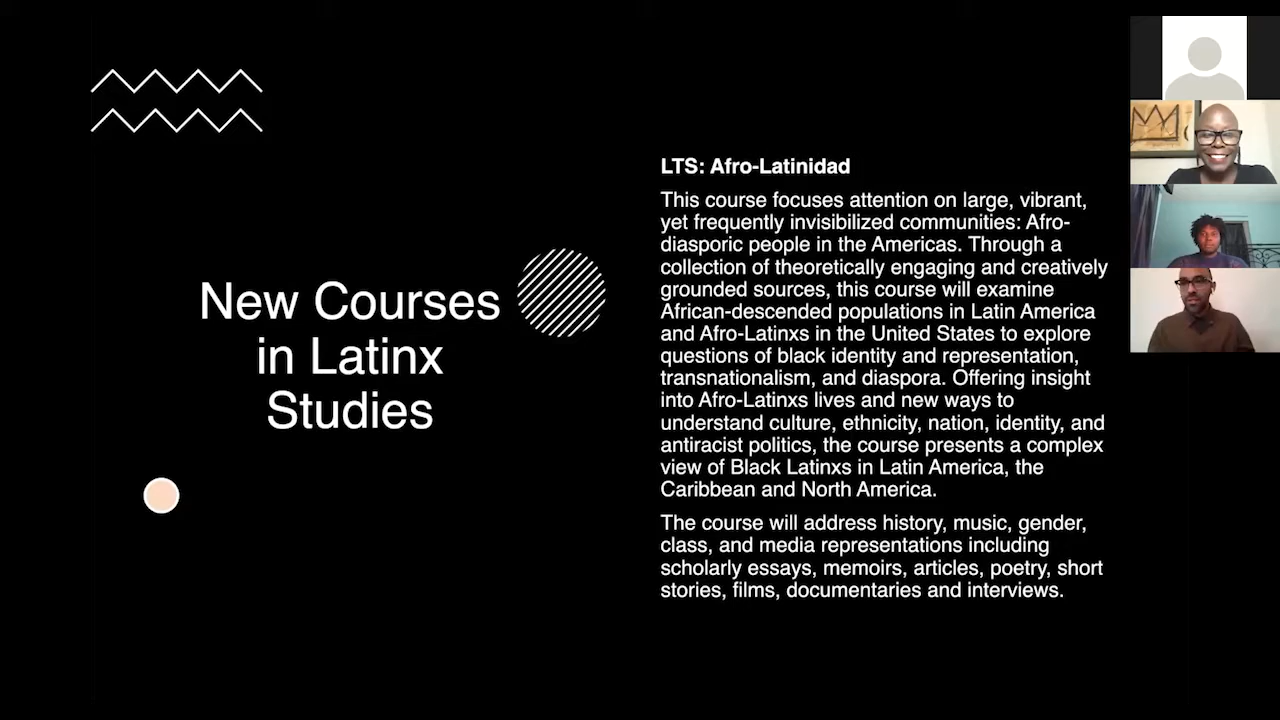 New Courses
in Latinx
Studies
LTS: Afro-Latinidad
This course focuses attention on large, vibrant,
yet frequently invisibilized communities: Afro-
diasporic people in the Americas. Through a
collection of theoretically engaging and creatively
grounded sources, this course will examine
African-descended populations in Latin America
and Afro-Latinxs in the United States to explore
questions of black identity and representation,
transnationalism, and diaspora. Offering insight
into Afro-Latinxs lives and new ways to
understand culture, ethnicity, nation, identity, and
antiracist politics, the course presents a complex
view of Black Latinxs in Latin America, the
Caribbean and North America.
The course will address history, music, gender,
class, and media representations including
scholarly essays, memoirs, articles, poetry, short
stories, films, documentaries and interviews.